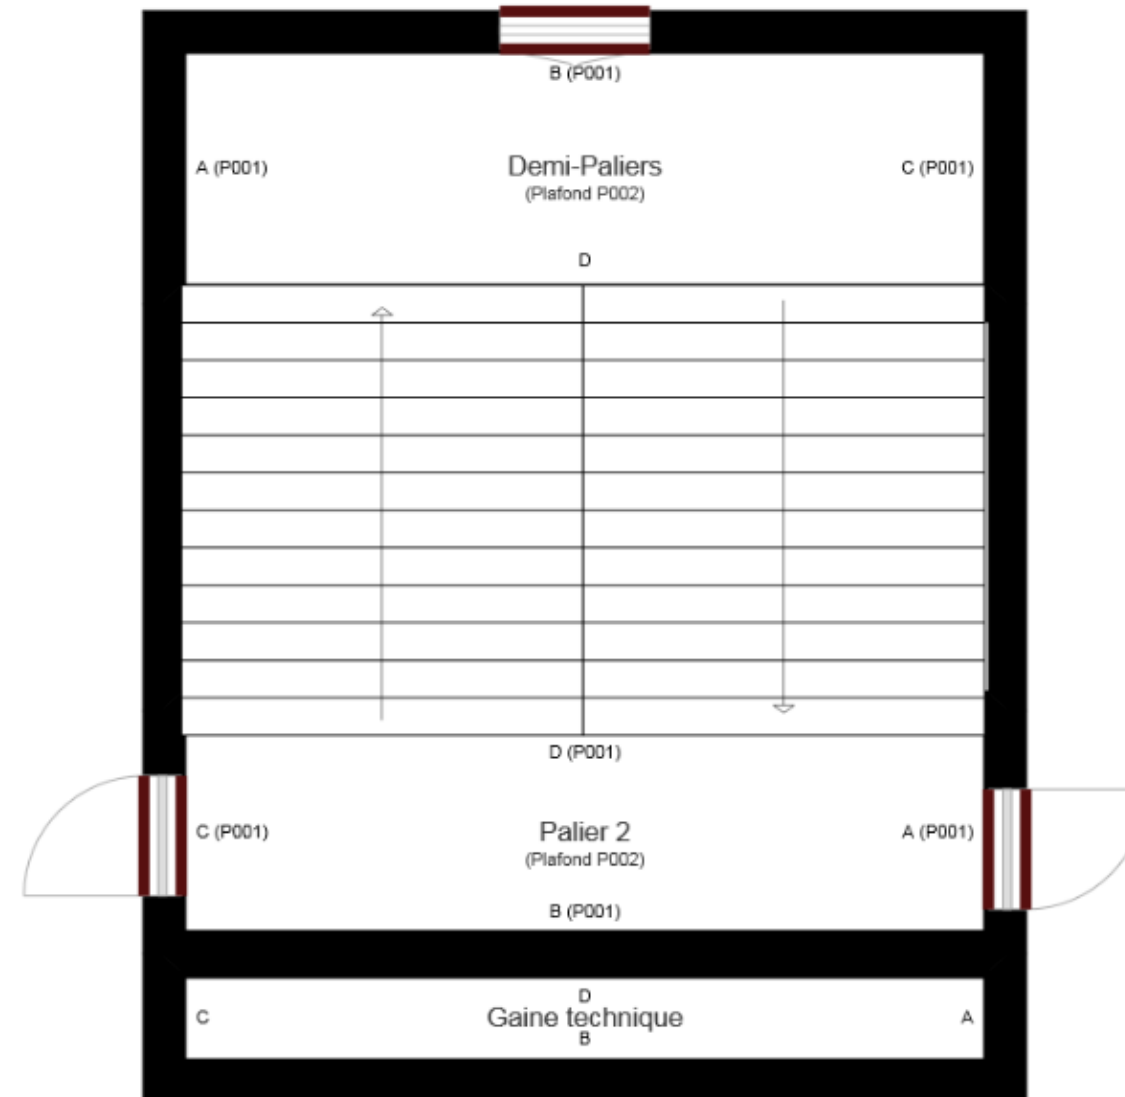 B (P001)
A (P001)
Demi-Paliers
C (P001)
(Plafond P002)
D
D (P001)
C (P001)
Palier 2
A (P001)
(Plafond P002)
B (P001)
D
C
Gaine technique
A
B